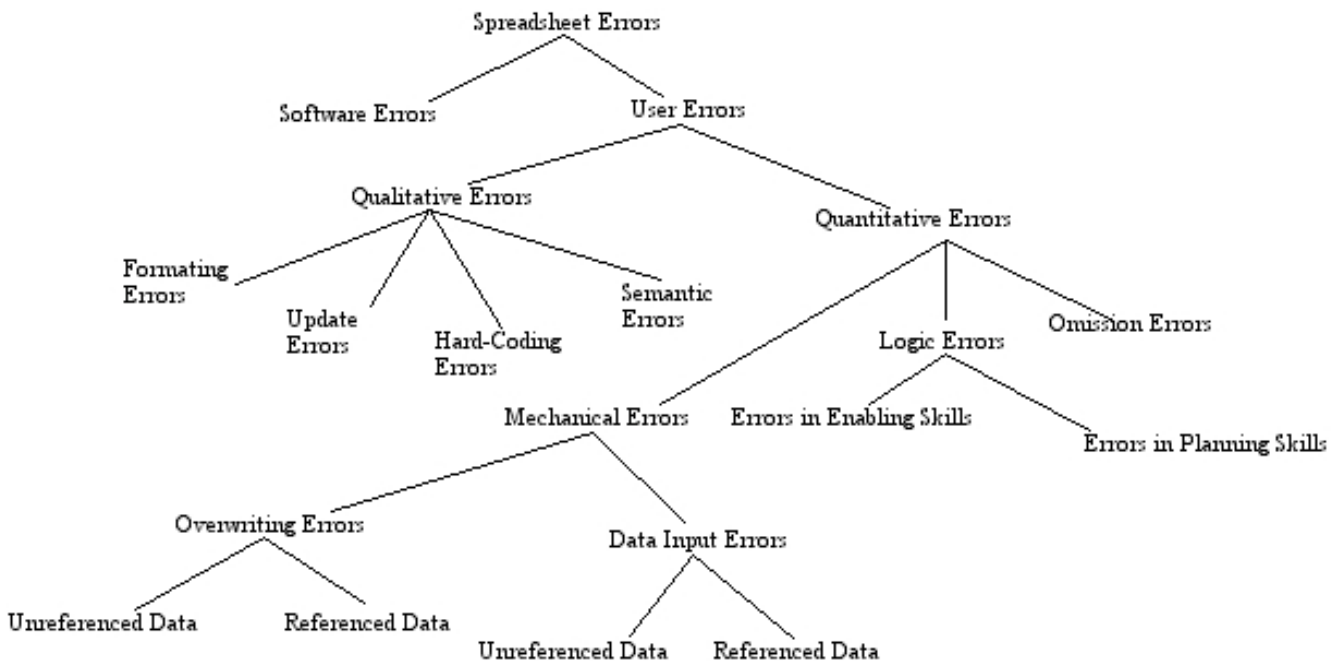 Spreadsheet Errors
Software Errors
User Errors
Qualitative Errors
Quantitative Errors
Formating
Errors
Update
Errors
Hard-Coding
Errors
Semantic
Errors
Logic Errors
Omission Errors
Mechanical Errors
Errors in Enabling Skills
Errors in Planning Skills
Overwriting Errors
Data Input Errors
Unreferenced Data
Referenced Data
Unreferenced Data
Referenced Data